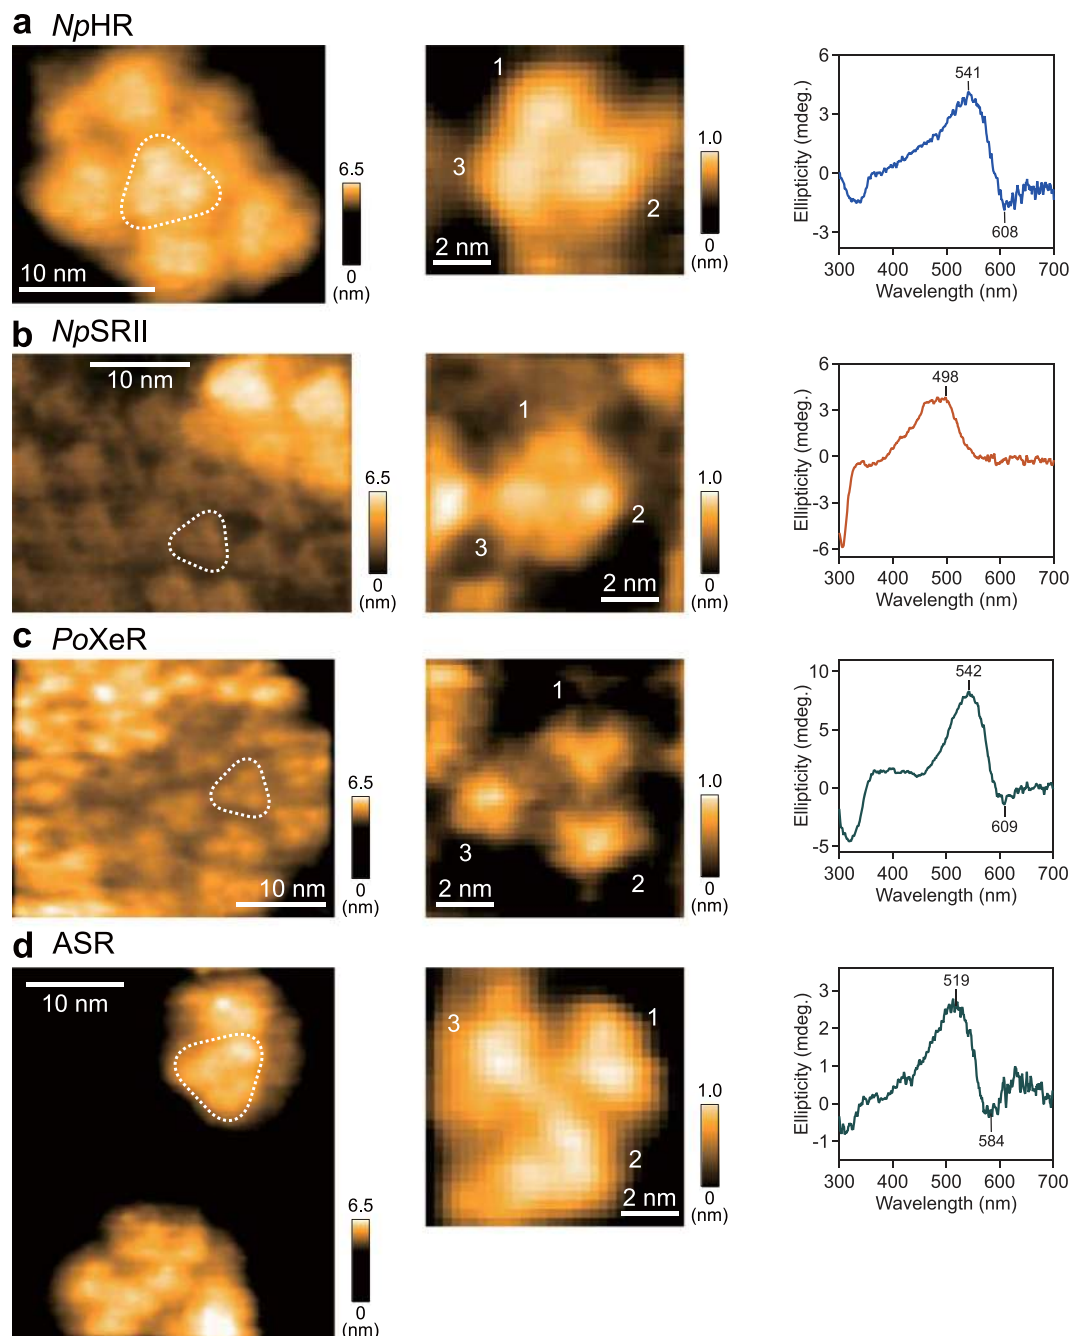 a NpHR
10 nm
6.5
0
(nm)
1
3
2
2 nm
1.0
0
(nm)
6
3
0
-3
Ellipticity (mdeg.)
541
608
300 400 500 600 700
Wavelength (nm)
b NpSRII
10 nm
6.5
0
(nm)
1
2
3
2 nm
1.0
0
(nm)
6
3
0
-3
-6
Ellipticity (mdeg.)
498
300 400 500 600 700
Wavelength (nm)
c PoXeR
10 nm
6.5
0
(nm)
1
3
2
2 nm
1.0
0
(nm)
10
5
0
-5
Ellipticity (mdeg.)
542
609
300 400 500 600 700
Wavelength (nm)
d ASR
10 nm
6.5
0
(nm)
3
1
2
2 nm
1.0
0
(nm)
3
2
1
0
-1
Ellipticity (mdeg.)
519
584
300 400 500 600 700
Wavelength (nm)